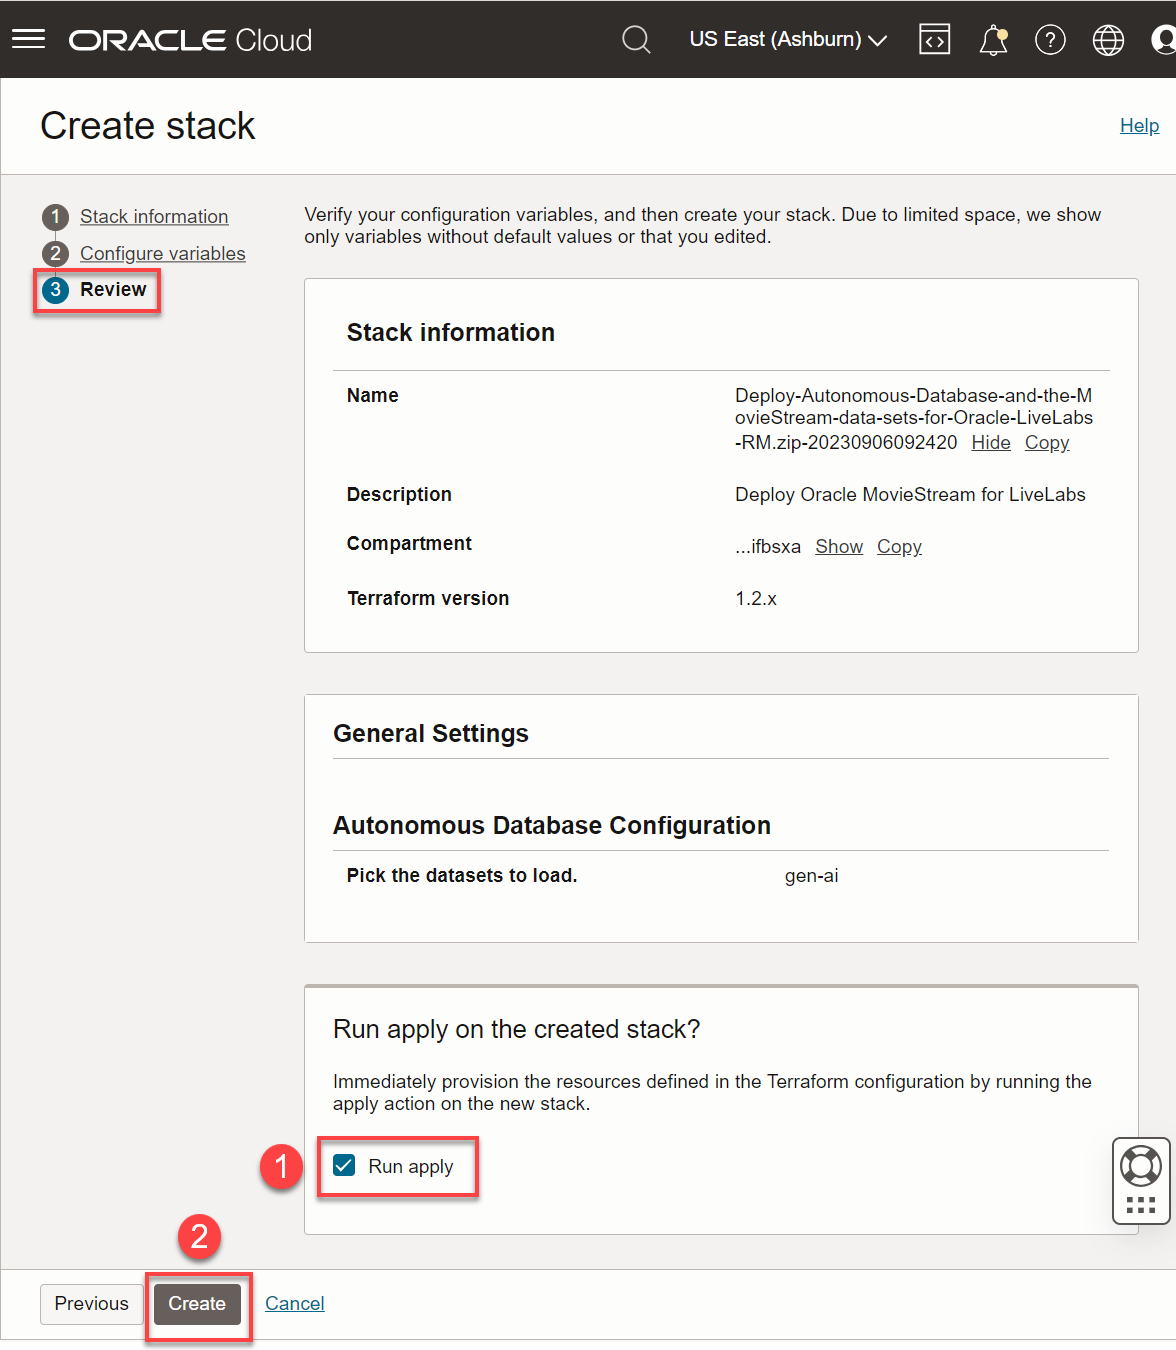 ORACLE Cloud
US East (Ashburn)
?
Create stack
Help
1 Stack information
2 Configure variables
3 Review
Verify your configuration variables, and then create your stack. Due to limited space, we show
only variables without default values or that you edited.
Stack information
Name
Deploy-Autonomous-Database-and-the-M
ovieStream-data-sets-for-Oracle-LiveLabs
-RM.zip-20230906092420 Hide Copy
Description Deploy Oracle MovieStream for LiveLabs
Compartment ...ifbsxa Show Copy
Terraform version 1.2.x
General Settings
Autonomous Database Configuration
Pick the datasets to load. gen-ai
Run apply on the created stack?
Immediately provision the resources defined in the Terraform configuration by running the
apply action on the new stack.
1 Run apply
2
Previous Create Cancel